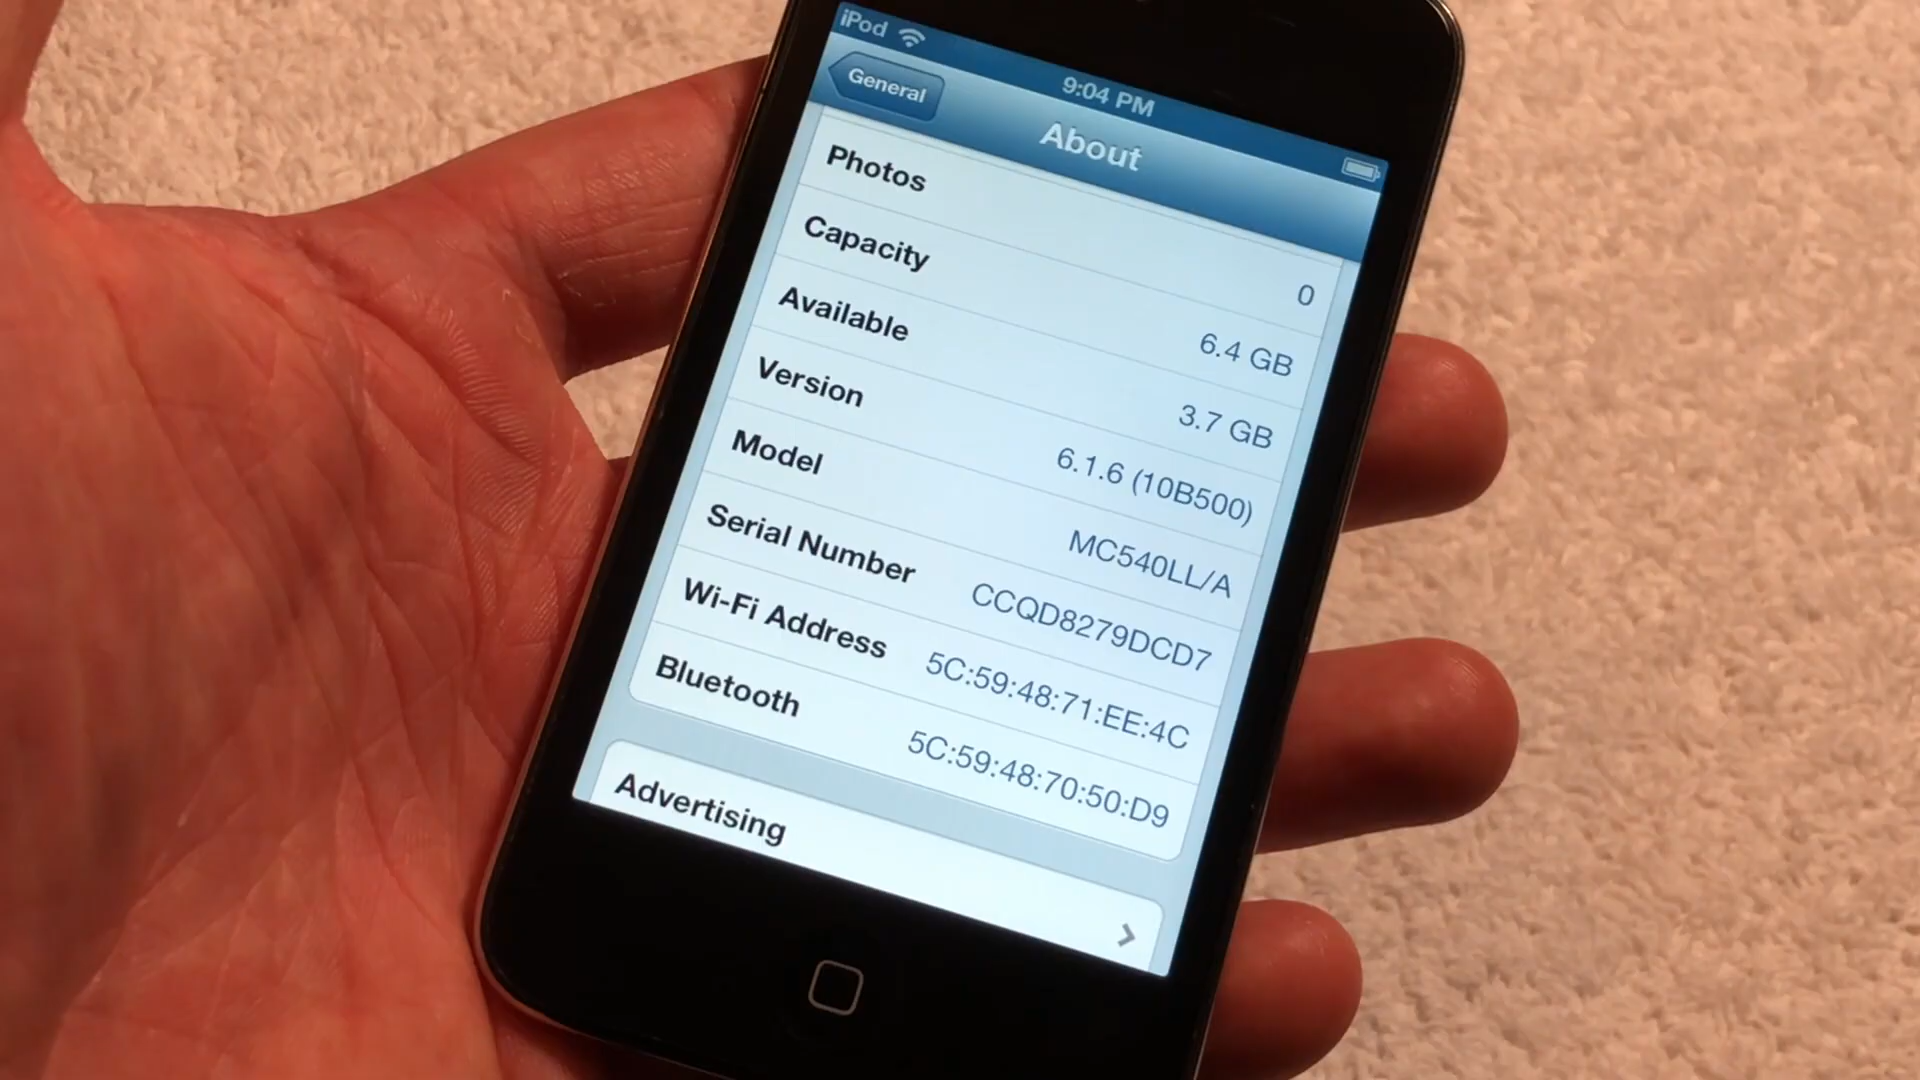 iPod
9:04 PM
General
About
Photos
0
Capacity
6.4 GB
Available
3.7 GB
Version
6.1.6 (10B500)
Model
MC540LL/A
Serial Number
CCQD8279DCD7
Wi-Fi Address
5C:59:48:71:EE:4C
Bluetooth
5C:59:48:70:50:D9
Advertising